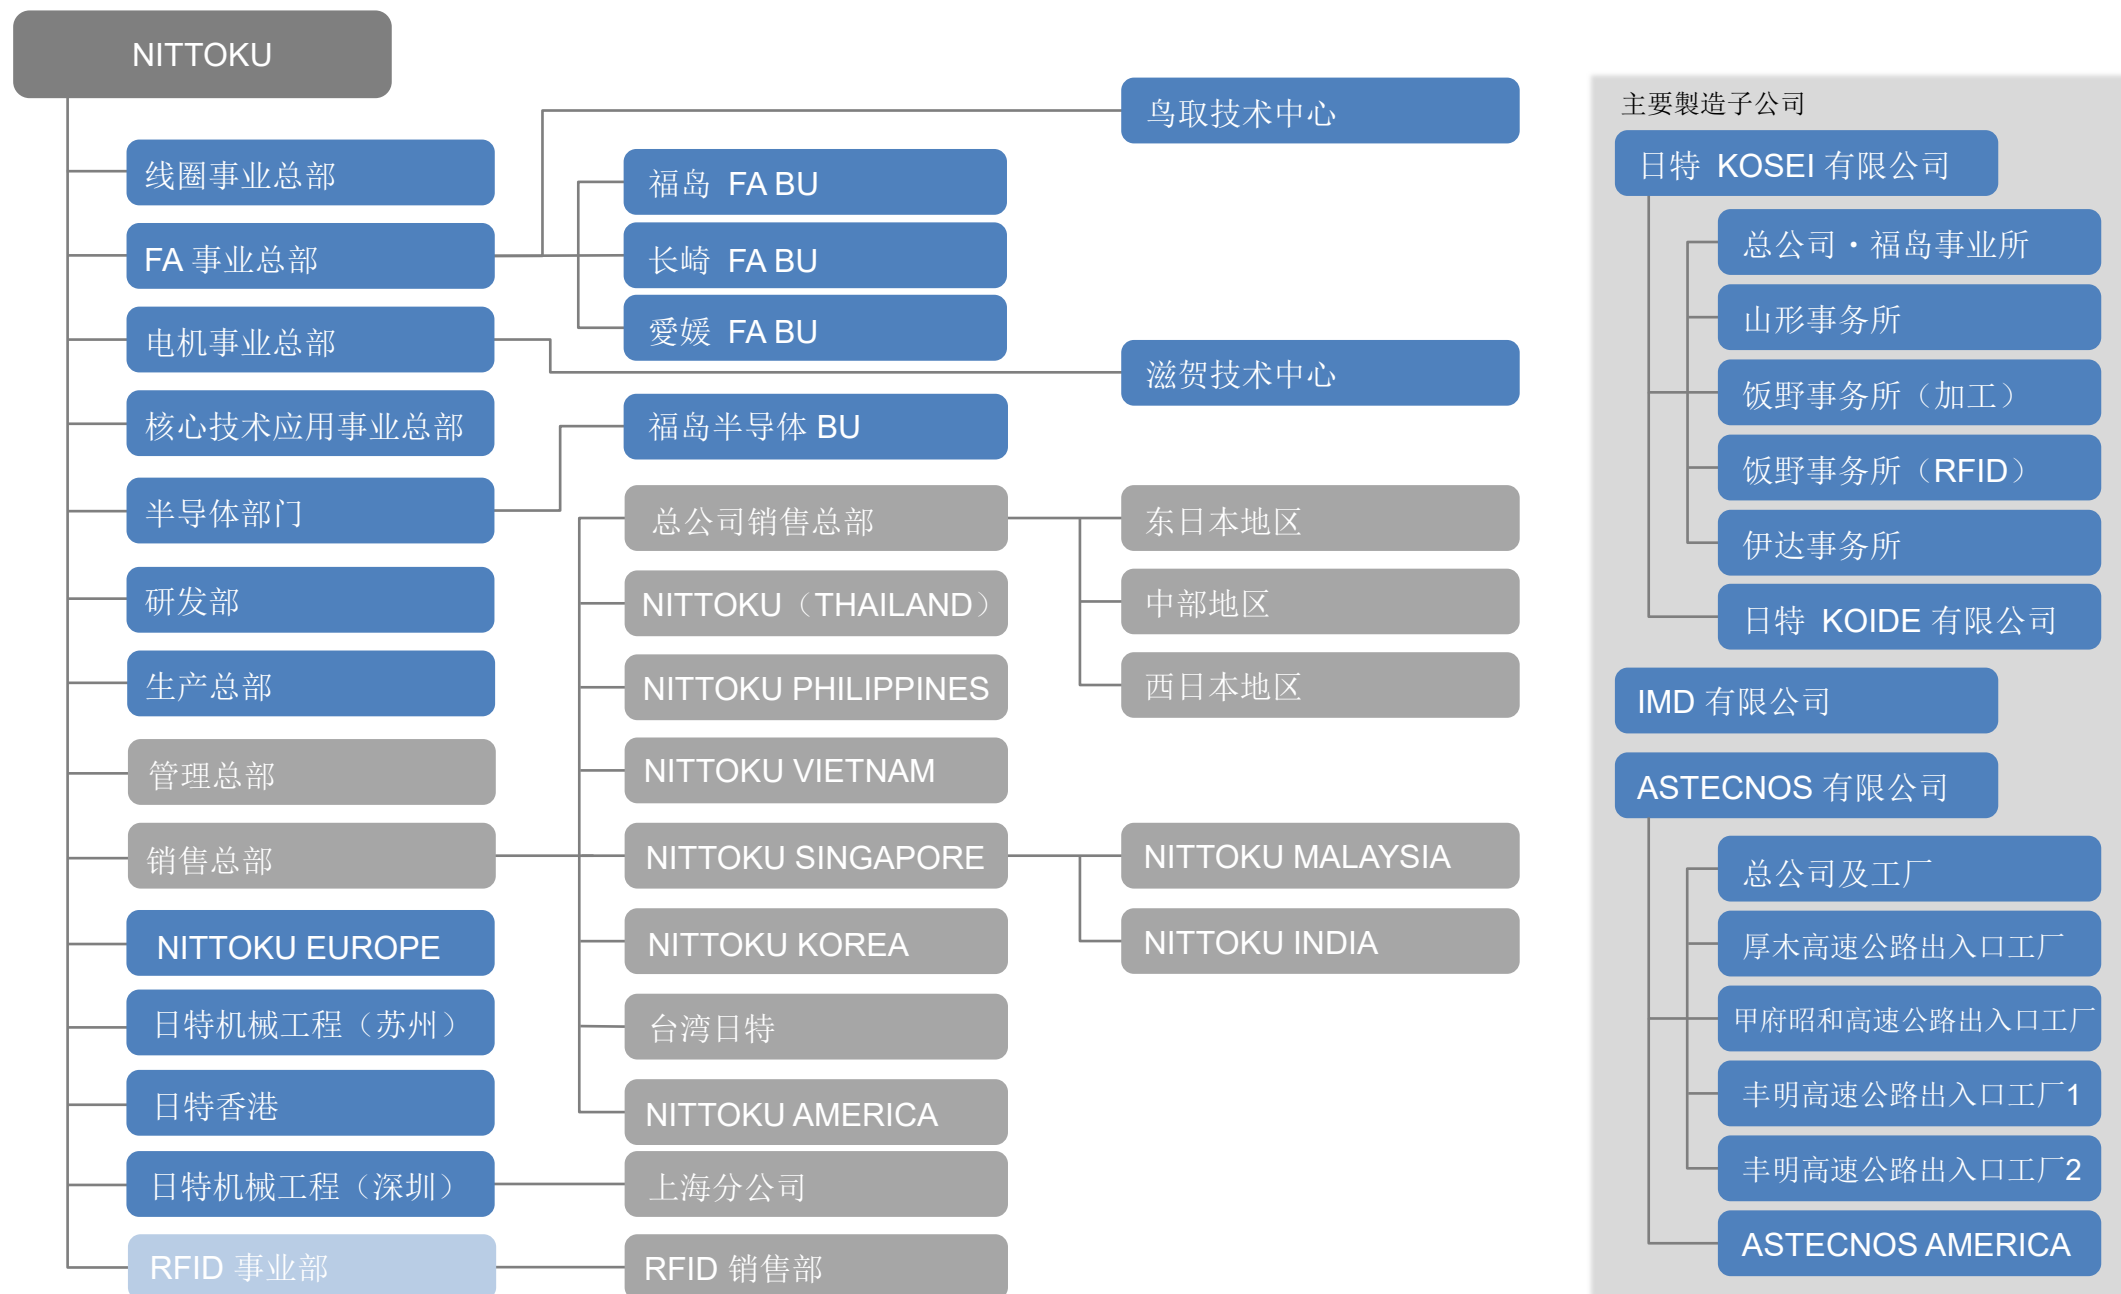 NITTOKU
线圈事业总部
FA 事业总部
电机事业总部
核心技术应用事业总部
半导体部门
研发部
生产总部
管理总部
销售总部
NITTOKU EUROPE
日特机械工程（苏州）
日特香港
日特机械工程（深圳）
RFID 事业部
福岛 FA BU
长崎 FA BU
愛媛 FA BU
福岛半导体 BU
总公司销售总部
NITTOKU（THAILAND）
NITTOKU PHILIPPINES
NITTOKU VIETNAM
NITTOKU SINGAPORE
NITTOKU KOREA
台湾日特
NITTOKU AMERICA
上海分公司
RFID 销售部
鸟取技术中心
滋贺技术中心
东日本地区
中部地区
西日本地区
NITTOKU MALAYSIA
NITTOKU INDIA
主要製造子公司
日特 KOSEI 有限公司
总公司・福岛事业所
山形事务所
饭野事务所（加工）
饭野事务所（RFID）
伊达事务所
日特 KOIDE 有限公司
IMD 有限公司
ASTECNOS 有限公司
总公司及工厂
厚木高速公路出入口工厂
甲府昭和高速公路出入口工厂
丰明高速公路出入口工厂1
丰明高速公路出入口工厂2
ASTECNOS AMERICA